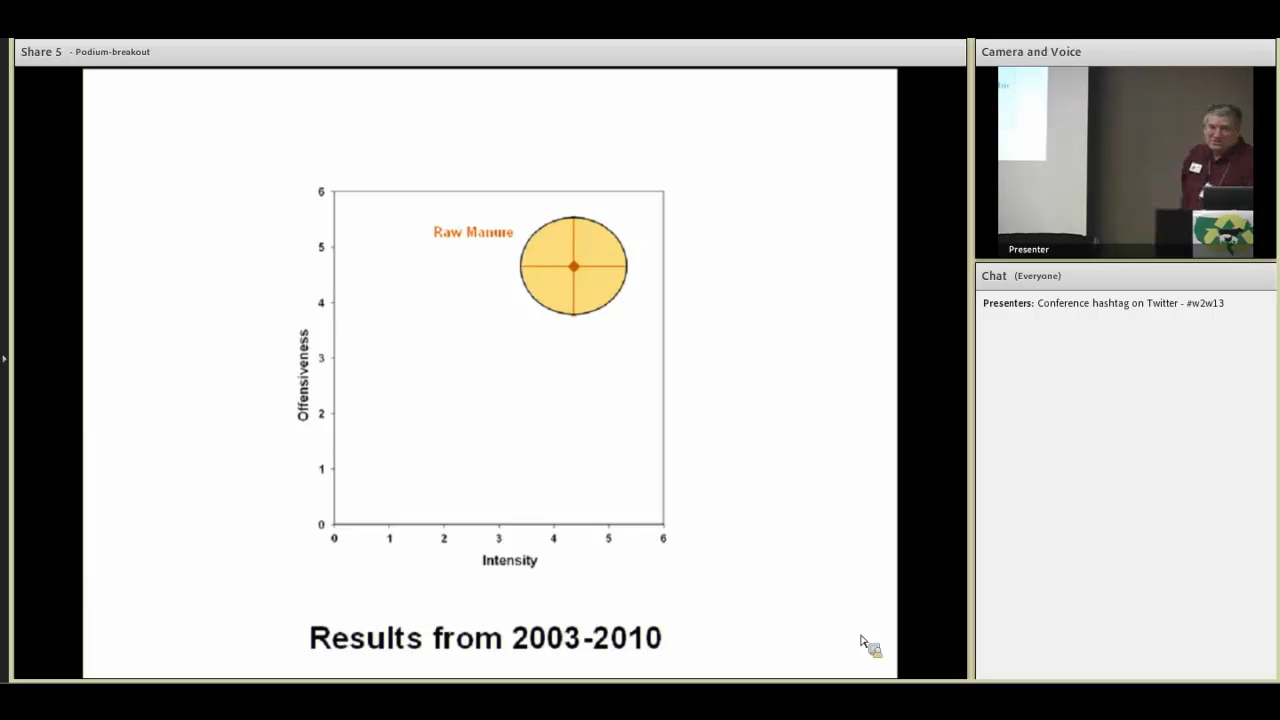 Share 5 - Podium-breakout
Raw Manure
6
5
4
3
2
1
0
Offensiveness
0 1 2 3 4 5 6
Intensity
Results from 2003-2010
Camera and Voice
Presenter
Chat (Everyone)
Presenters: Conference hashtag on Twitter - #w2w13